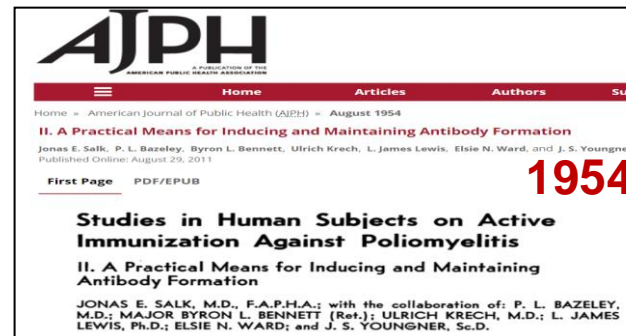 AJPH
A PUBLICATION OF THE
AMERICAN PUBLIC HEALTH ASSOCIATION
Home Articles Authors Su
Home » American Journal of Public Health (AJPH) » August 1954
II. A Practical Means for Inducing and Maintaining Antibody Formation
Jonas E. Salk, P. L. Bazeley, Byron L. Bennett, Ulrich Krech, L. James Lewis, Elsie N. Ward, and J. S. Youngne
Published Online: August 29, 2011
First Page PDF/EPUB
1954
Studies in Human Subjects on Active
Immunization Against Poliomyelitis
II. A Practical Means for Inducing and Maintaining
Antibody Formation
JONAS E. SALK, M.D., F.A.P.H.A.; with the collaboration of: P. L. BAZELEY,
M.D.; MAJOR BYRON L. BENNETT (Ret.); ULRICH KRECH, M.D.; L. JAMES
LEWIS, Ph.D.; ELSIE N. WARD; and J. S. YOUNGNER, Sc.D.